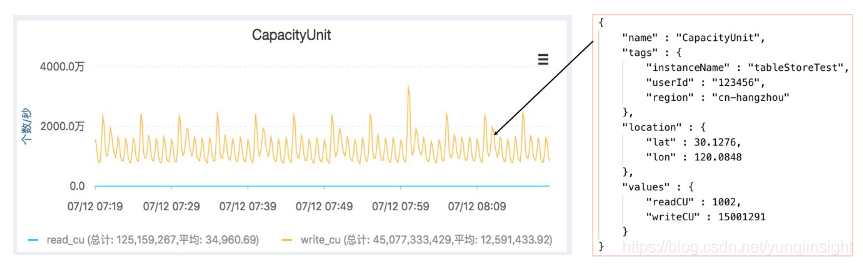 CapacityUnit
4000.0万
2000.0万
0.0
个数/秒
07/12 07:19 07/12 07:29 07/12 07:39 07/12 07:49 07/12 07:59 07/12 08:09
read_cu (总计: 125,159,267,平均: 34,960.69) write_cu (总计: 45,077,333,429,平均: 12,591,433.92)
{
"name" : "CapacityUnit",
"tags" : {
"instanceName" : "tableStoreTest",
"userId" : "123456",
"region" : "cn-hangzhou"
},
"location" : {
"lat" : 30.1276,
"lon" : 120.0848
},
"values" : {
"readCU" : 1002,
"writeCU" : 15001291
}
}
https://blog.csdn.net/yunqiinsight